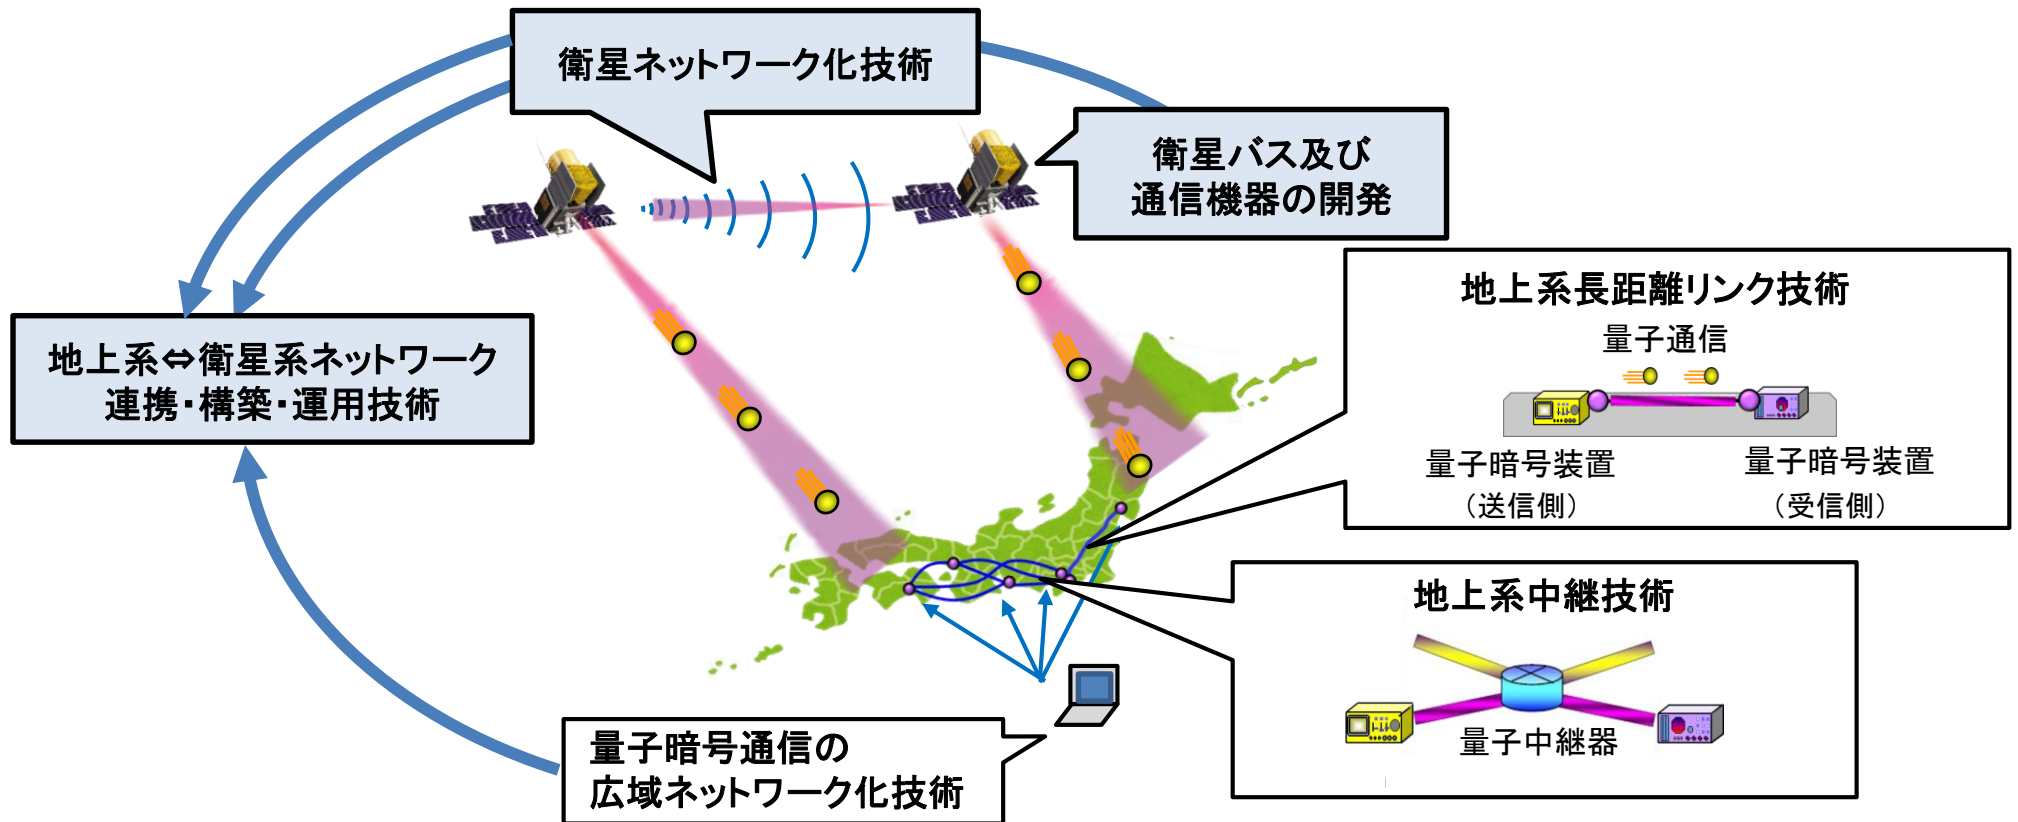 衛星ネットワーク化技術
衛星バス及び
通信機器の開発
地上系⇔衛星系ネットワーク
連携・構築・運用技術
地上系長距離リンク技術
量子通信
量子暗号装置
（送信側）
量子暗号装置
（受信側）
地上系中継技術
量子中継器
量子暗号通信の
広域ネットワーク化技術